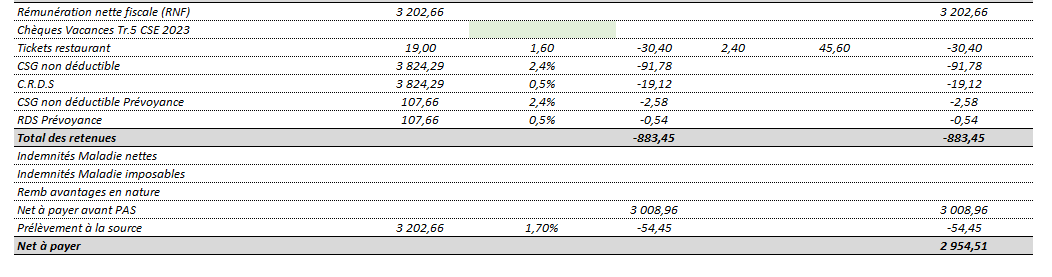 Rémunération nette fiscale (RNF) 3 202,66 3 202,66
Chèques Vacances Tr.5 CSE 2023
Tickets restaurant 19,00 1,60 -30,40 2,40 45,60 -30,40
CSG non déductible 3 824,29 2,4% -91,78 -91,78
C.R.D.S 3 824,29 0,5% -19,12 -19,12
CSG non déductible Prévoyance 107,66 2,4% -2,58 -2,58
RDS Prévoyance 107,66 0,5% -0,54 -0,54
Total des retenues -883,45 -883,45
Indemnités Maladie nettes
Indemnités Maladie imposables
Remb avantages en nature
Net à payer avant PAS 3 008,96 3 008,96
Prélèvement à la source 3 202,66 1,70% -54,45 -54,45
Net à payer 2 954,51